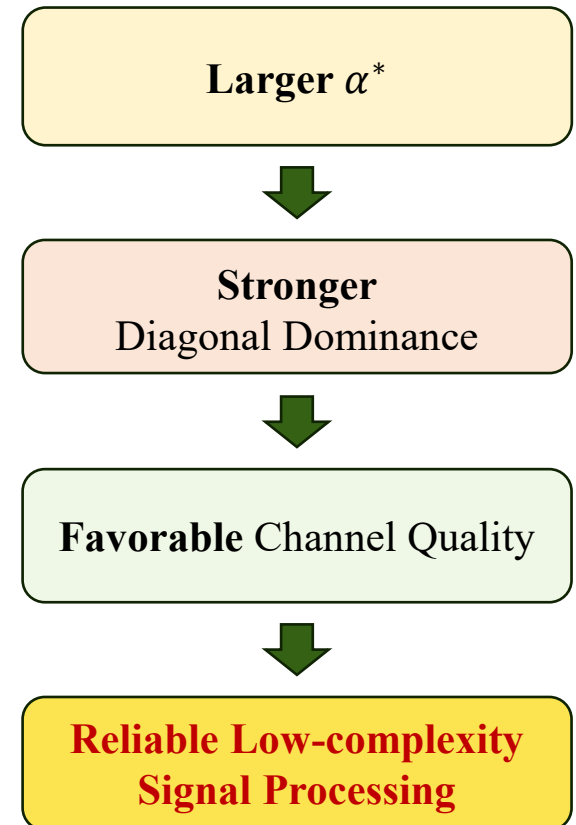 Larger α*
Stronger
Diagonal Dominance
Favorable Channel Quality
Reliable Low-complexity
Signal Processing